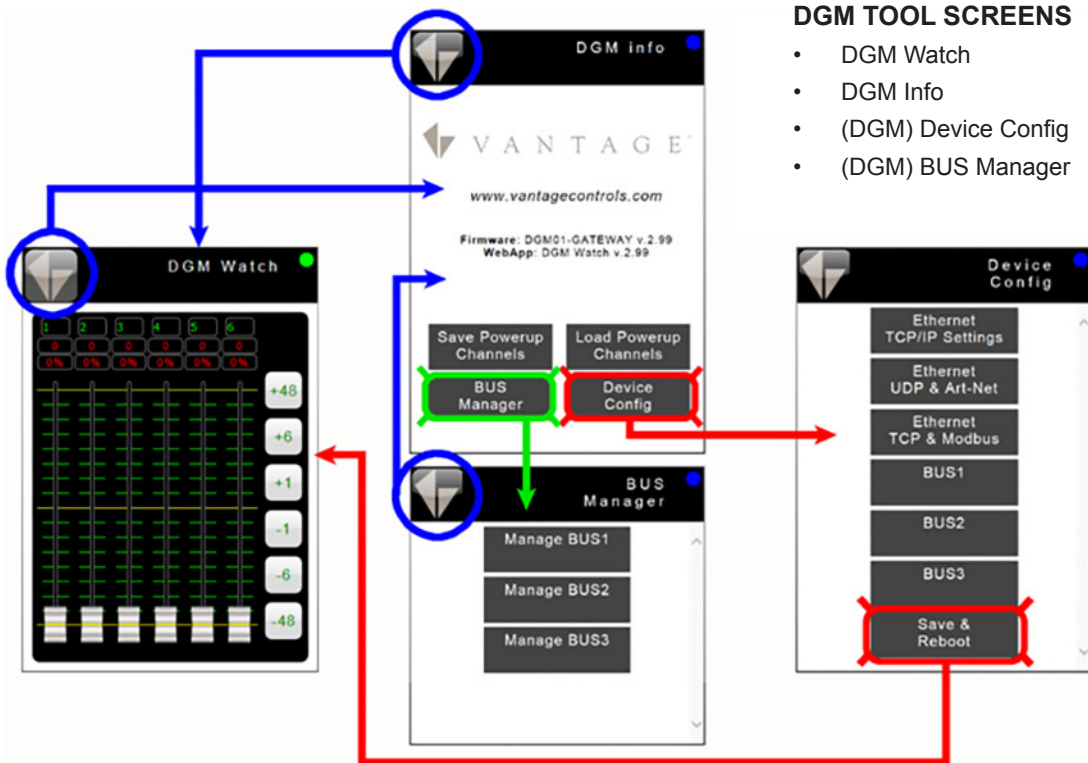 DGM TOOL SCREENS
• DGM Watch
• DGM Info
• (DGM) Device Config
• (DGM) BUS Manager
DGM info
VANTAGE
www.vantagecontrols.com
Firmware: DGM01-GATEWAY v.2.99
WebApp: DGM Watch v.2.99
Save Powerup
Channels
Load Powerup
Channels
BUS
Manager
Device
Config
DGM Watch
1 2 3 4 5 6
0 0 0 0 0 0
0% 0% 0% 0% 0% 0%
+48
+6
+1
-1
-6
-48
BUS
Manager
Manage BUS1
Manage BUS2
Manage BUS3
Device
Config
Ethernet
TCP/IP Settings
Ethernet
UDP & Art-Net
Ethernet
TCP & Modbus
BUS1
BUS2
BUS3
Save &
Reboot